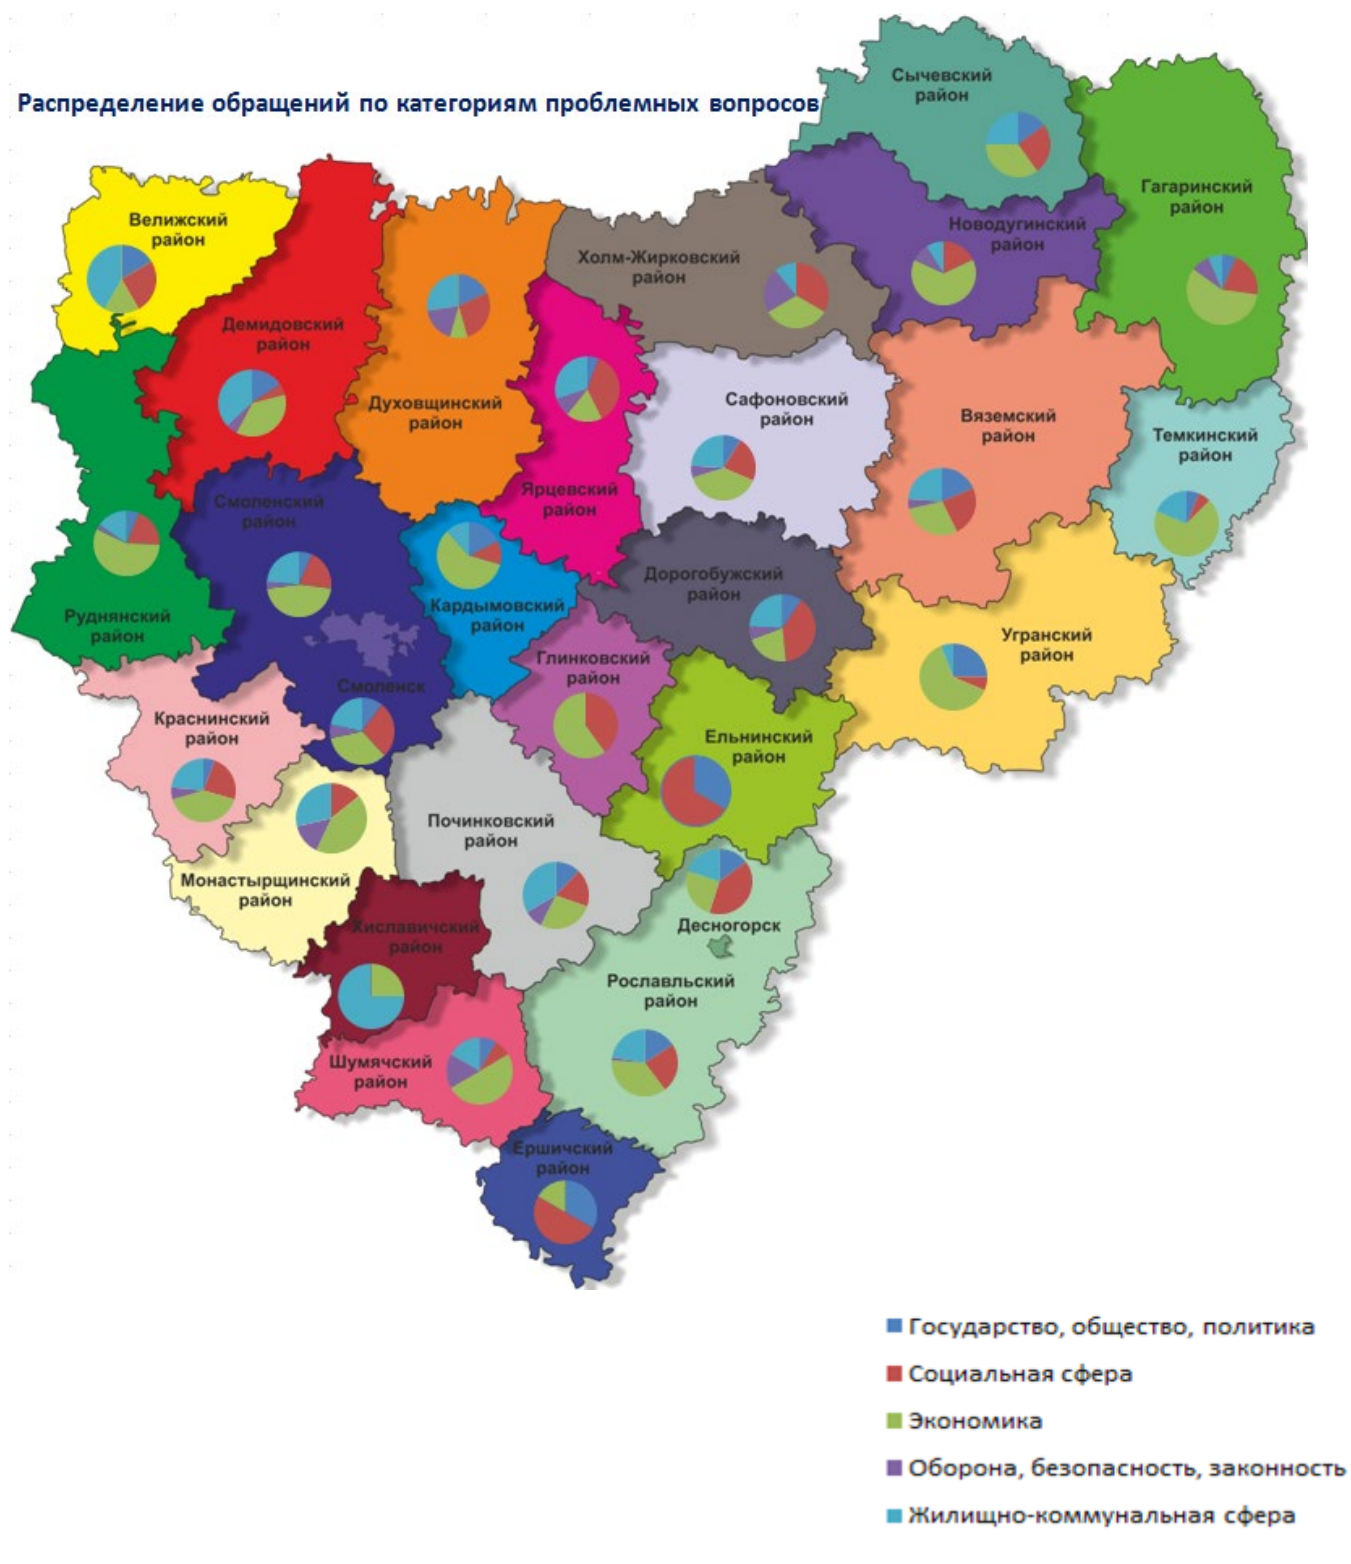 Распределение обращений по категориям проблемных вопросов
Сычевский
район
Гагаринский
район
Велижский
район
Новодугинский
район
Холм-Жирковский
район
Демидовский
район
Духовщинский
район
Сафоновский
район
Вяземский
район
Темкинский
район
Ярцевский
район
Смоленский
район
Дорогобужский
район
Кардымовский
район
Руднянский
район
Угранский
район
Глинковский
район
Смоленск
Краснинский
район
Ельнинский
район
Починковский
район
Монастырщинский
район
Хиславичский
район
Десногорск
Рославльский
район
Шумячский
район
Ершичский
район
Государство, общество, политика
Социальная сфера
Экономика
Оборона, безопасность, законность
Жилищно-коммунальная сфера